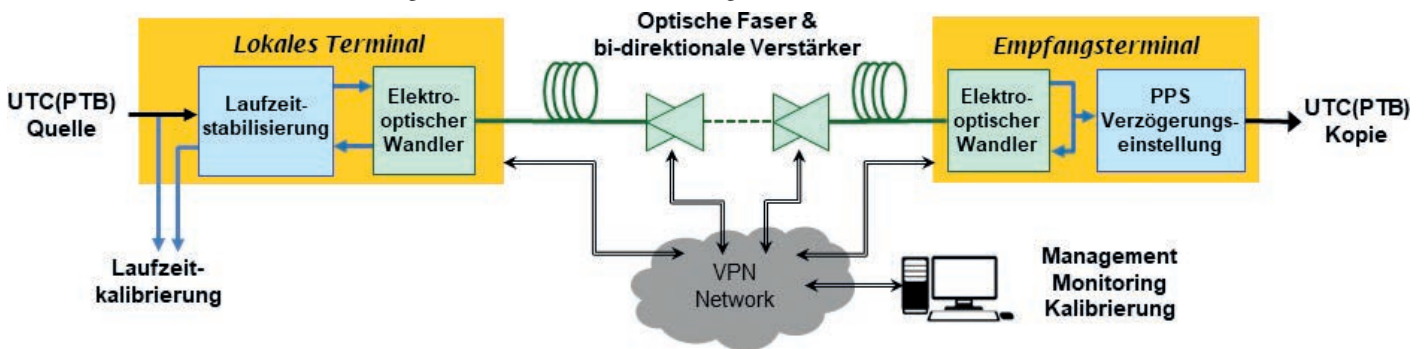 Optische Faser &
bi-direktionale Verstärker
Lokales Terminal
Empfangsterminal
UTC(PTB)
Quelle
Laufzeit-
stabilisierung
Elektro-
optischer
Wandler
Elektro-
optischer
Wandler
PPS
Verzögerungs-
einstellung
UTC(PTB)
Kopie
Laufzeit-
kalibrierung
VPN
Network
Management
Monitoring
Kalibrierung